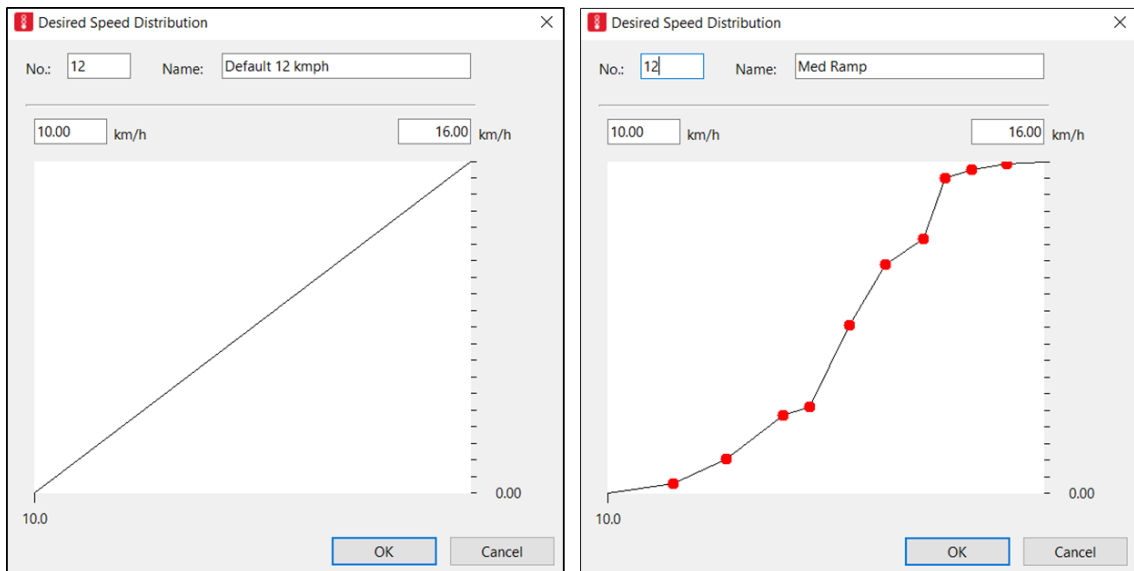 Desired Speed Distribution
No.: 12 Name: Default 12 kmph
10.00 km/h 16.00 km/h
0.00
10.0
OK Cancel
Desired Speed Distribution
No.: 12 Name: Med Ramp
10.00 km/h 16.00 km/h
0.00
10.0
OK Cancel